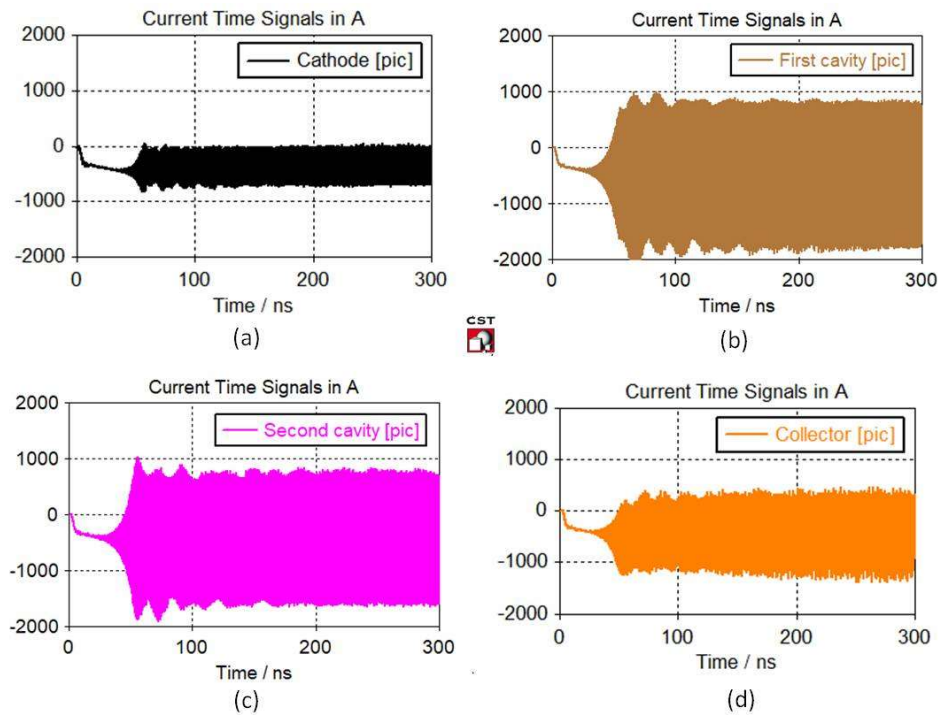 Current Time Signals in A
2000
Cathode [pic]
1000
0
-1000
-2000
0 100 200 300
Time / ns
(a)
Current Time Signals in A
2000
First cavity [pic]
1000
0
-1000
-2000
0 100 200 300
Time / ns
(b)
CST
Current Time Signals in A
2000
Second cavity [pic]
1000
0
-1000
-2000
0 100 200 300
Time / ns
(c)
Current Time Signals in A
2000
Collector [pic]
1000
0
-1000
-2000
0 100 200 300
Time / ns
(d)